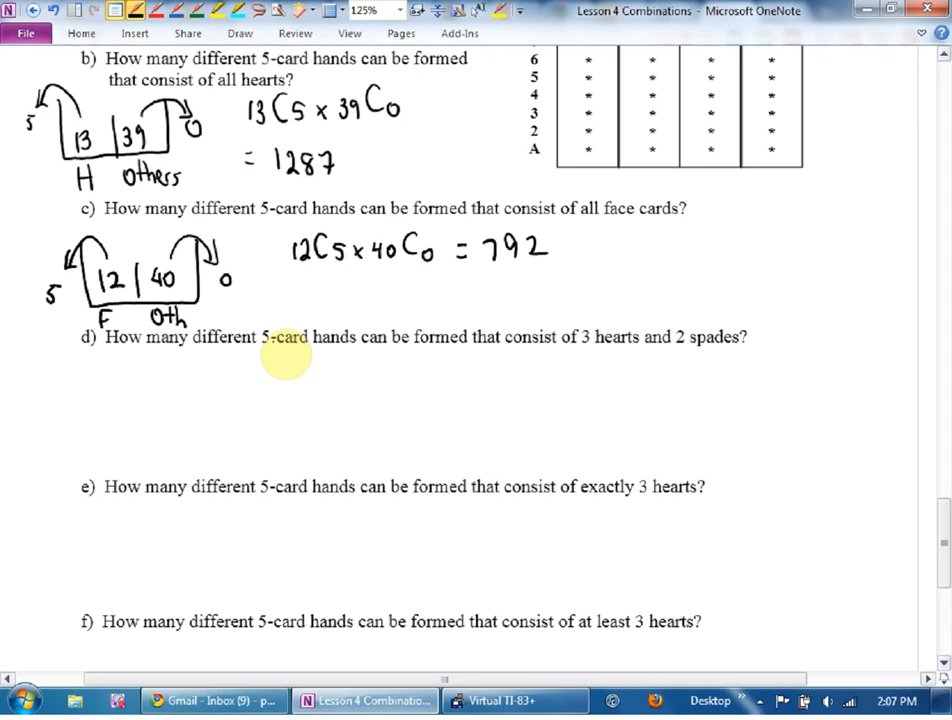 Lesson 4 Combinations - Microsoft OneNote
125%
File Home Insert Share Draw Review View Pages Add-Ins
b) How many different 5-card hands can be formed
that consist of all hearts?
5 13 39 0
H others
13C5 x 39C0
= 1287
6 * * * *
5 * * * *
4 * * * *
3 * * * *
2 * * * *
A * * * *
c) How many different 5-card hands can be formed that consist of all face cards?
5 12 40 0
F Oth
12C5 x 40C0 = 792
d) How many different 5-card hands can be formed that consist of 3 hearts and 2 spades?
e) How many different 5-card hands can be formed that consist of exactly 3 hearts?
f) How many different 5-card hands can be formed that consist of at least 3 hearts?
Gmail - Inbox (9) - p... Lesson 4 Combinatio... Virtual TI-83+ Desktop 2:07 PM